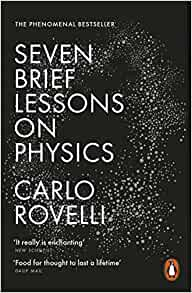 THE PHENOMENAL BESTSELLER
SEVEN
BRIEF
LESSONS
ON
PHYSICS
CARLO
ROVELLI
'It really is enchanting'
NEW SCIENTIST
'Food for thought to last a lifetime'
DAILY MAIL